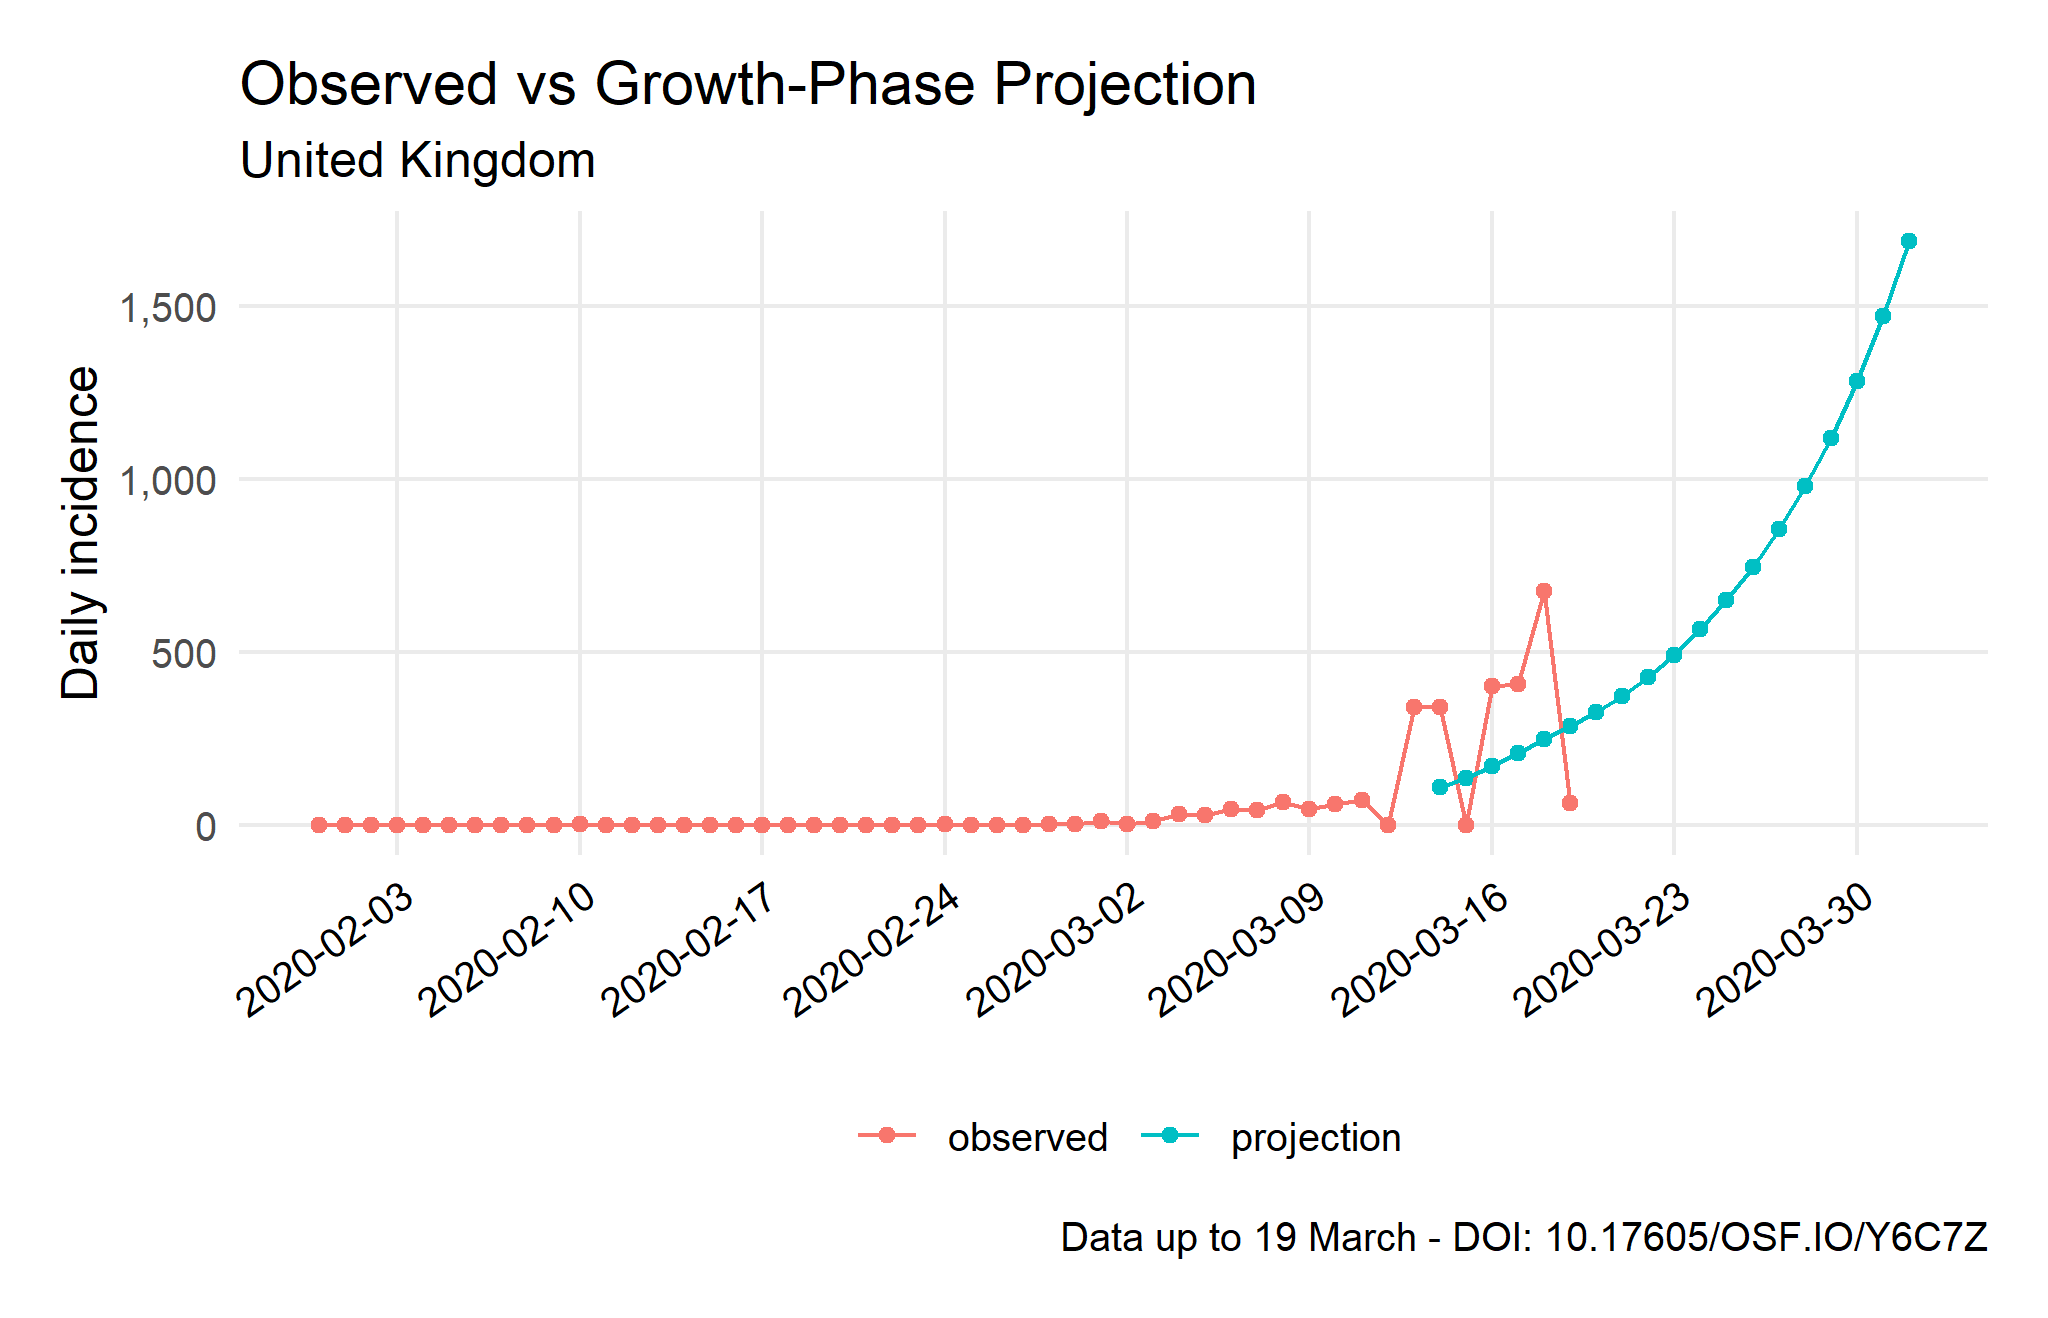 Observed vs Growth-Phase Projection
United Kingdom
Daily incidence
1,500
1,000
500
0
2020-02-03
2020-02-10
2020-02-17
2020-02-24
2020-03-02
2020-03-09
2020-03-16
2020-03-23
2020-03-30
observed
projection
Data up to 19 March - DOI: 10.17605/OSF.IO/Y6C7Z